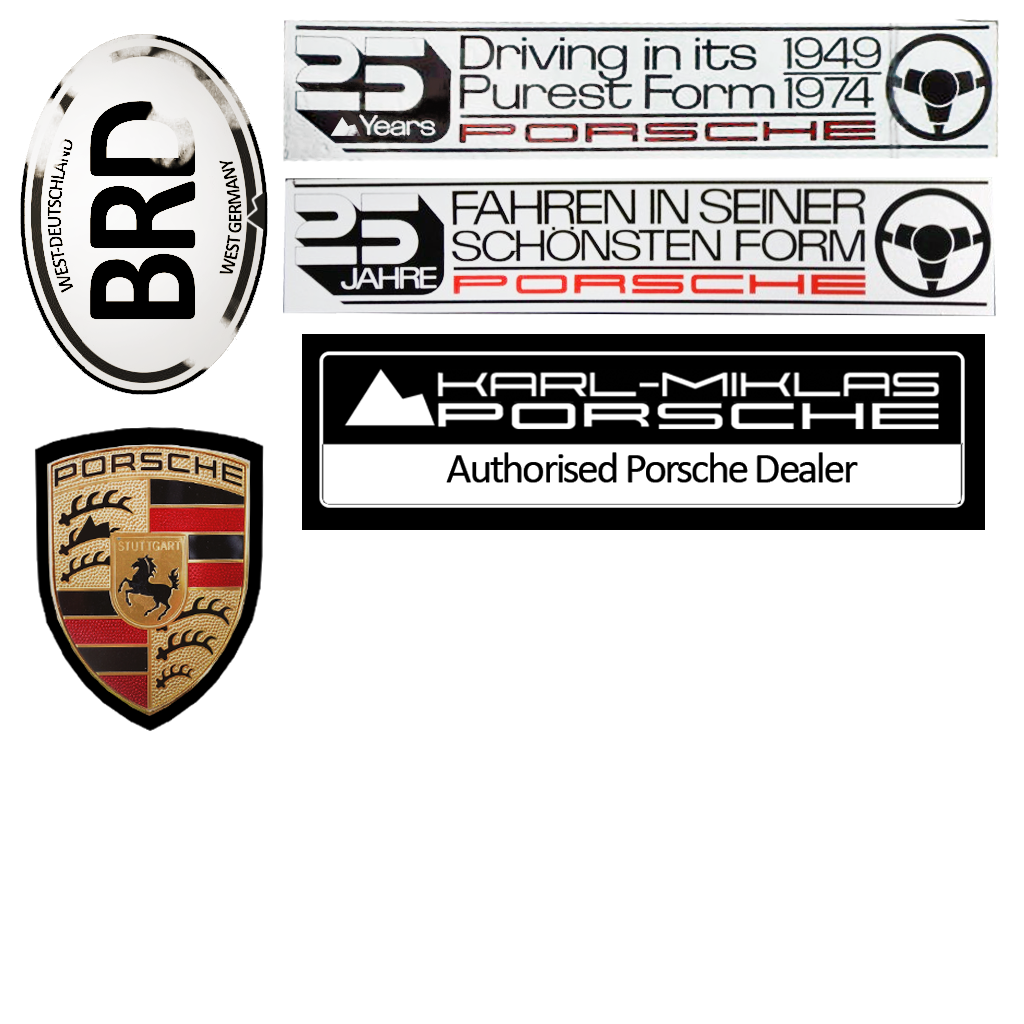 WEST-DEUTSCHLAND
BRD
WEST GERMANY
25 Years
Driving in its
Purest Form
1949
1974
PORSCHE
25 JAHRE
FAHREN IN SEINER
SCHÖNSTEN FORM
PORSCHE
KARL-MIKLAS
PORSCHE
Authorised Porsche Dealer
PORSCHE
STUTTGART